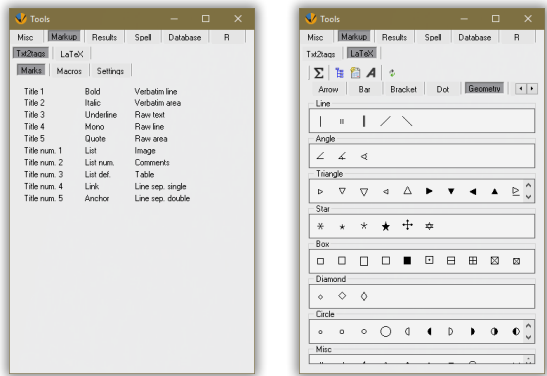 Tools
Misc Markup Results Spell Database R
Txt2tags LaTeX
Marks Macros Settings
Title 1 Bold Verbatim line
Title 2 Italic Verbatim area
Title 3 Underline Raw text
Title 4 Mono Raw line
Title 5 Quote Raw area
Title num. 1 List Image
Title num. 2 List num. Comments
Title num. 3 List def. Table
Title num. 4 Link Line sep. single
Title num. 5 Anchor Line sep. double
Tools
Misc Markup Results Spell Database R
Txt2tags LaTeX
Arrow Bar Bracket Dot Geometry
Line
Angle
Triangle
Star
Box
Diamond
Circle
Misc